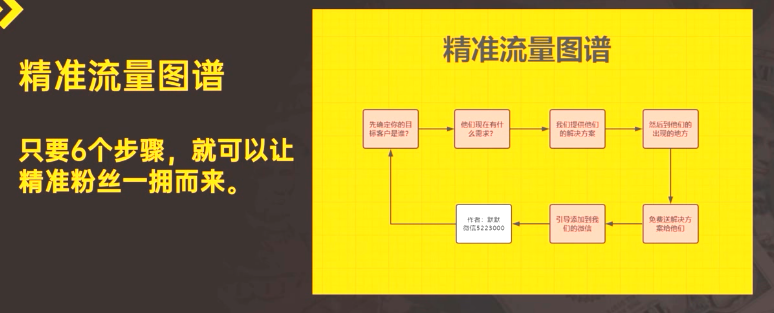 精准流量图谱
只要6个步骤，就可以让
精准粉丝一拥而来。
精准流量图谱
先确定你的目
标客户是谁？
他们现在有什
么需求？
我们提供他们
的解决方案
然后到他们的
出现的地方
免费送解决方
案给他们
引导添加到我
们的微信
作者：默默
微信5223000